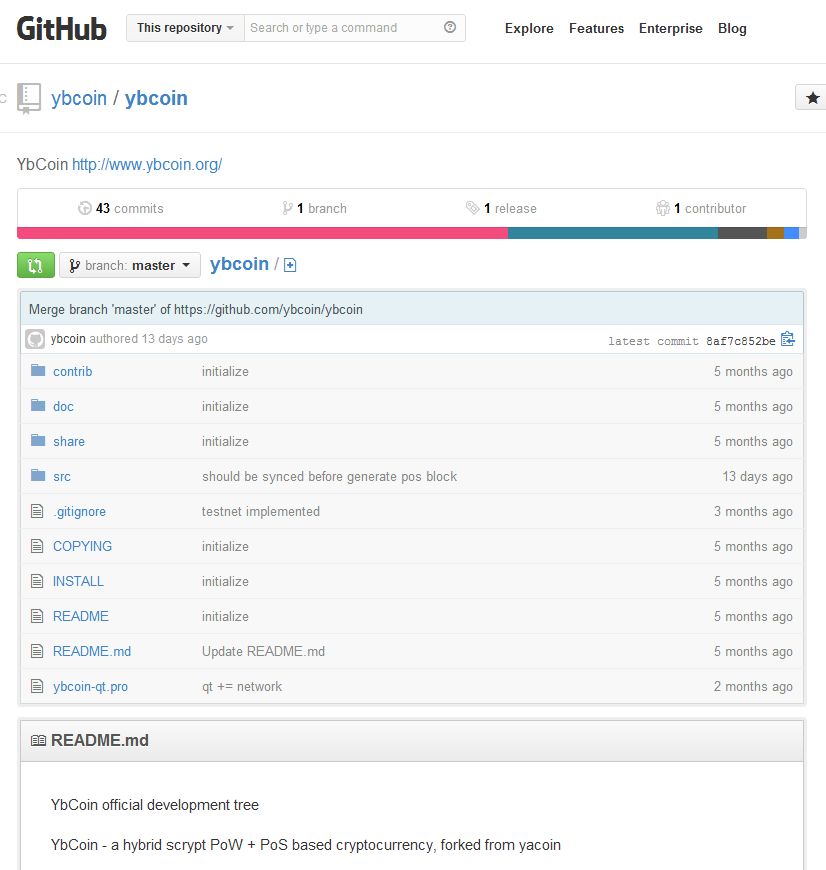 GitHub This repository Search or type a command Explore Features Enterprise Blog
ybcoin / ybcoin
YbCoin http://www.ybcoin.org/
43 commits 1 branch 1 release 1 contributor
branch: master ybcoin /
Merge branch 'master' of https://github.com/ybcoin/ybcoin
ybcoin authored 13 days ago latest commit 8af7c852be
contrib initialize 5 months ago
doc initialize 5 months ago
share initialize 5 months ago
src should be synced before generate pos block 13 days ago
.gitignore testnet implemented 3 months ago
COPYING initialize 5 months ago
INSTALL initialize 5 months ago
README initialize 5 months ago
README.md Update README.md 5 months ago
ybcoin-qt.pro qt += network 2 months ago
README.md
YbCoin official development tree
YbCoin - a hybrid scrypt PoW + PoS based cryptocurrency, forked from yacoin